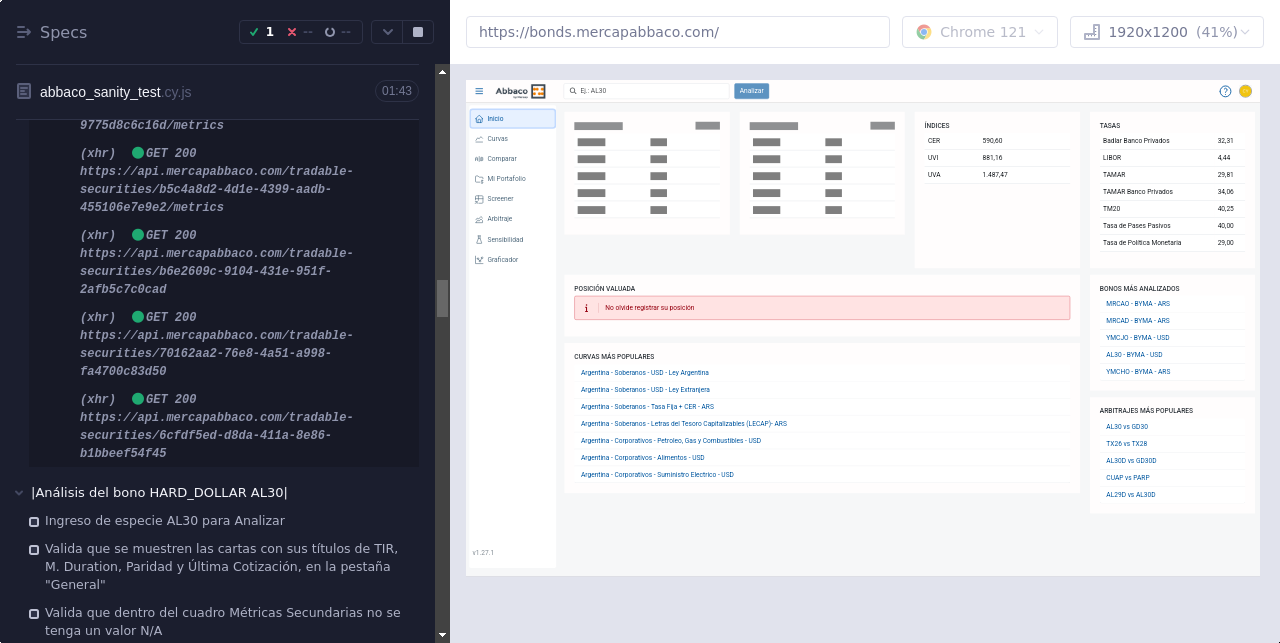 Specs
1
--
--
abbaco_sanity_test.cy.js
01:43
9775d8c6c16d/metrics
(xhr) GET 200
https://api.mercapabbaco.com/tradable-
securities/b5c4a8d2-4d1e-4399-aadb-
455106e7e9e2/metrics
(xhr) GET 200
https://api.mercapabbaco.com/tradable-
securities/b6e2609c-9104-431e-951f-
2afb5c7c0cad
(xhr) GET 200
https://api.mercapabbaco.com/tradable-
securities/70162aa2-76e8-4a51-a998-
fa4700c83d50
(xhr) GET 200
https://api.mercapabbaco.com/tradable-
securities/6cfdf5ed-d8da-411a-8e86-
b1bbeef54f45
|Análisis del bono HARD_DOLLAR AL30|
Ingreso de especie AL30 para Analizar
Valida que se muestren las cartas con sus títulos de TIR,
M. Duration, Paridad y Última Cotización, en la pestaña
"General"
Valida que dentro del cuadro Métricas Secundarias no se
tenga un valor N/A
https://bonds.mercapabbaco.com/
Chrome 121
1920x1200 (41%)
Abbaco
Ej.: AL30
Analizar
Inicio
Curvas
Comparar
Mi Portafolio
Screener
Arbitraje
Sensibilidad
Graficador
v1.27.1
ÍNDICES
CER 590,60
UVI 881,16
UVA 1.487,47
TASAS
Badlar Banco Privados 32,31
LIBOR 4,44
TAMAR 29,81
TAMAR Banco Privados 34,06
TM20 40,25
Tasa de Pases Pasivos 40,00
Tasa de Política Monetaria 29,00
POSICIÓN VALUADA
No olvide registrar su posición
CURVAS MÁS POPULARES
Argentina - Soberanos - USD - Ley Argentina
Argentina - Soberanos - USD - Ley Extranjera
Argentina - Soberanos - Tasa Fija + CER - ARS
Argentina - Soberanos - Letras del Tesoro Capitalizables (LECAP)- ARS
Argentina - Corporativos - Petroleo, Gas y Combustibles - USD
Argentina - Corporativos - Alimentos - USD
Argentina - Corporativos - Suministro Electrico - USD
BONOS MÁS ANALIZADOS
MRCAO - BYMA - ARS
MRCAD - BYMA - ARS
YMCJO - BYMA - USD
AL30 - BYMA - USD
YMCHO - BYMA - ARS
ARBITRAJES MÁS POPULARES
AL30 vs GD30
TX26 vs TX28
AL30D vs GD30D
CUAP vs PARP
AL29D vs AL30D